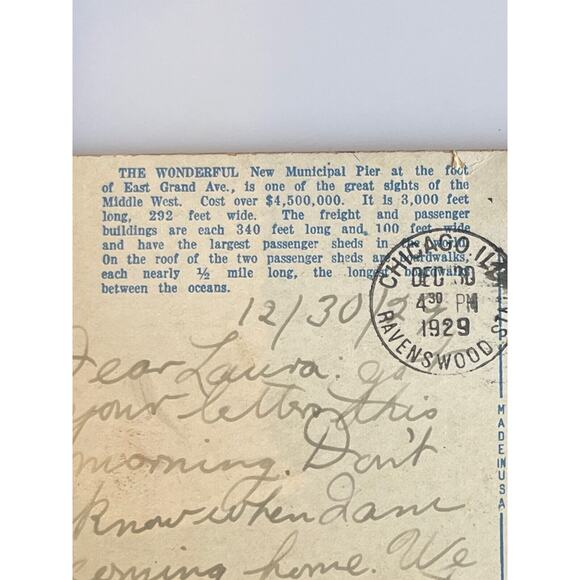 THE WONDERFUL New Municipal Pier at the foot
of East Grand Ave., is one of the great sights of the
Middle West. Cost over $4,500,000. It is 3,000 feet
long, 292 feet wide. The freight and passenger
buildings are each 340 feet long and 100 feet wide
and have the largest passenger sheds in the world.
On the roof of the two passenger sheds are boardwalks,
each nearly ½ mile long, the longest boardwalks
between the oceans.
CHICAGO ILL
DEC 30
4 30 PM
1929
RAVENSWOOD
12/30/29
Dear Laura: got
your letter this
morning. Don't
know when I am
coming home. We
MADE IN USA